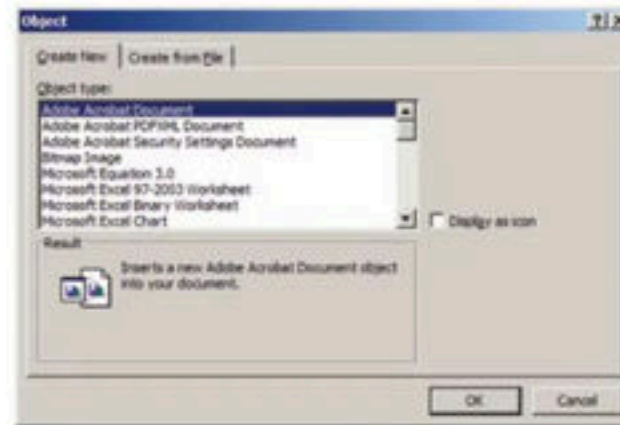 Object
Create New
Create from File
Object type:
Adobe Acrobat Document
Adobe Acrobat PDFXML Document
Adobe Acrobat Security Settings Document
Bitmap Image
Microsoft Equation 3.0
Microsoft Excel 97-2003 Worksheet
Microsoft Excel Binary Worksheet
Microsoft Excel Chart
Display as icon
Result
Inserts a new Adobe Acrobat Document object
into your document.
OK
Cancel